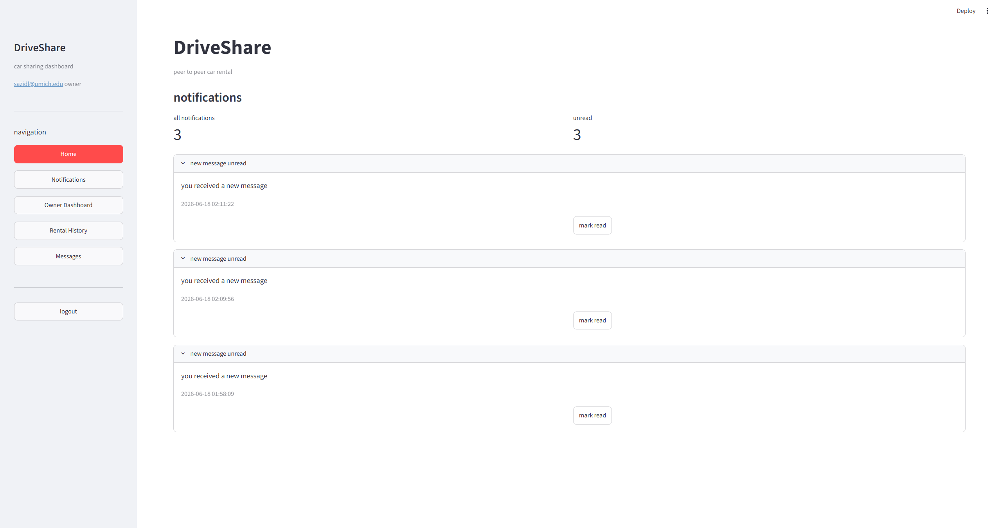 Deploy
DriveShare
car sharing dashboard
sazidl@umich.edu owner
navigation
Home
Notifications
Owner Dashboard
Rental History
Messages
logout
DriveShare
peer to peer car rental
notifications
all notifications
3
unread
3
new message unread
you received a new message
2026-06-18 02:11:22
mark read
new message unread
you received a new message
2026-06-18 02:09:56
mark read
new message unread
you received a new message
2026-06-18 01:58:09
mark read